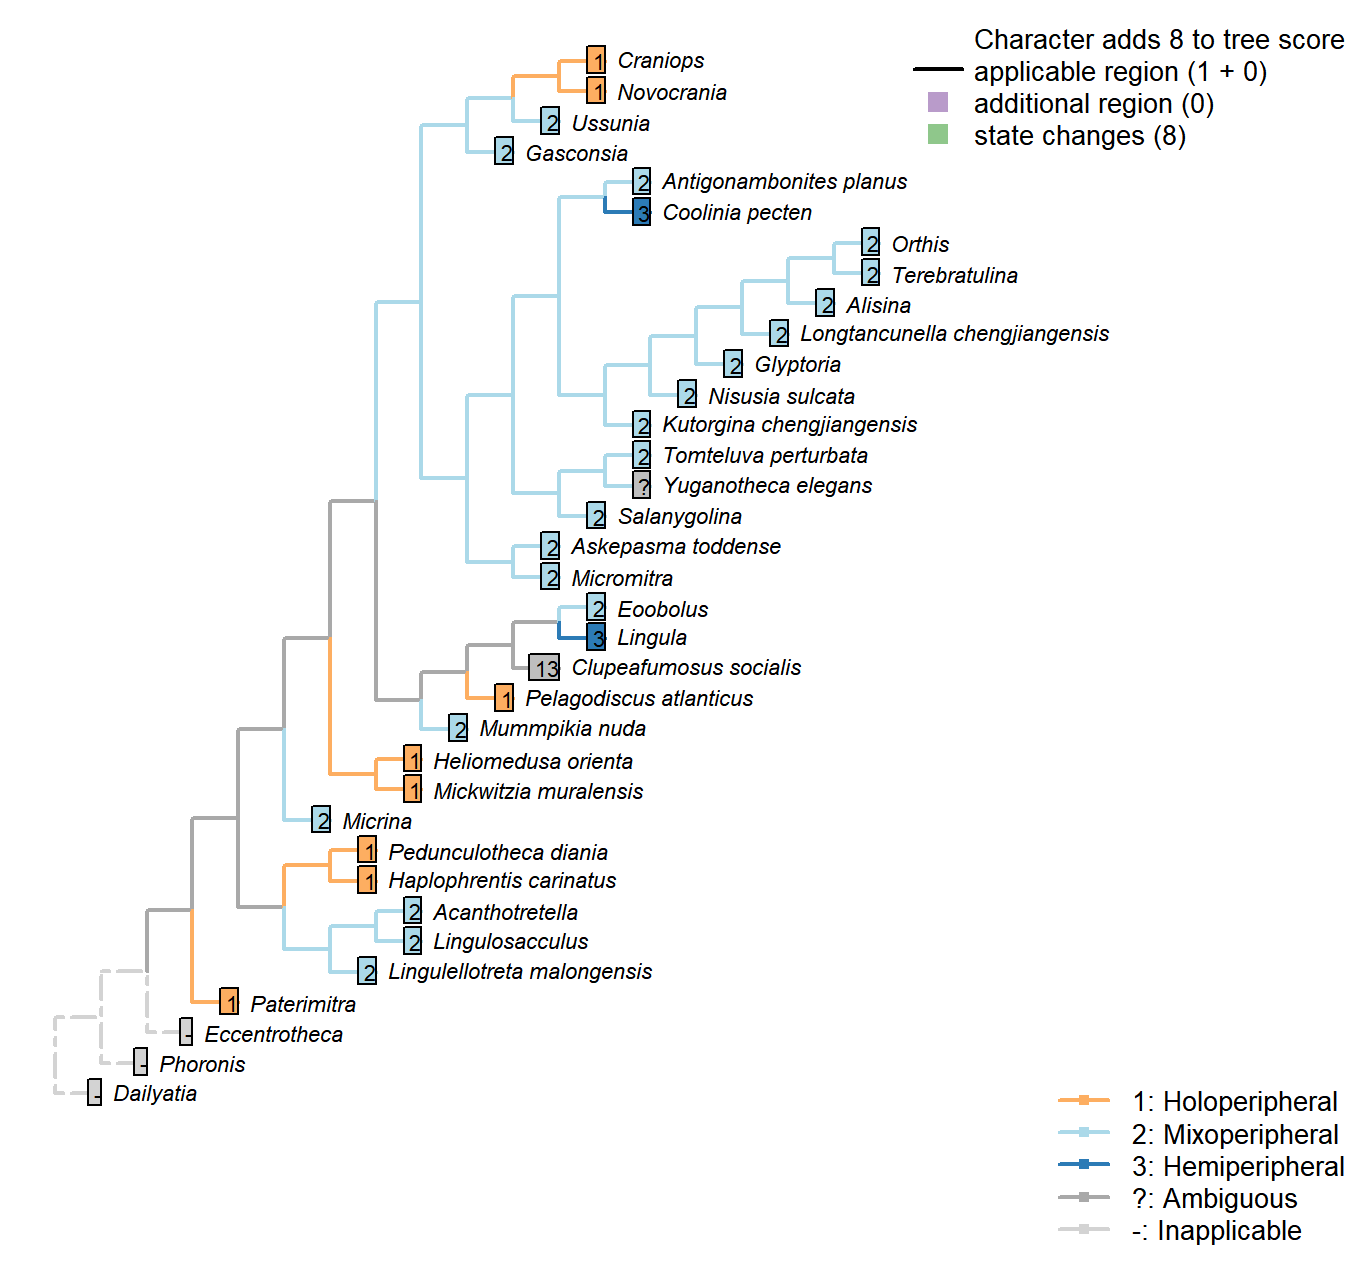 Character adds 8 to tree score
applicable region (1 + 0)
additional region (0)
state changes (8)
1 Craniops
1 Novocrania
2 Ussunia
2 Gasconsia
2 Antigonambonites planus
3 Coolinia pecten
2 Orthis
2 Terebratulina
2 Alisina
2 Longtancunella chengjiangensis
2 Glyptoria
2 Nisusia sulcata
2 Kutorgina chengjiangensis
2 Tomteluva perturbata
? Yuganotheca elegans
2 Salanygolina
2 Askepasma toddense
2 Micromitra
2 Eoobolus
3 Lingula
13 Clupeafumosus socialis
1 Pelagodiscus atlanticus
2 Mummpikia nuda
1 Heliomedusa orienta
1 Mickwitzia muralensis
2 Micrina
1 Pedunculotheca diania
1 Haplophrentis carinatus
2 Acanthotretella
2 Lingulosacculus
2 Lingulellotreta malongensis
1 Paterimitra
- Eccentrotheca
- Phoronis
- Dailyatia
1: Holoperipheral
2: Mixoperipheral
3: Hemiperipheral
?: Ambiguous
-: Inapplicable